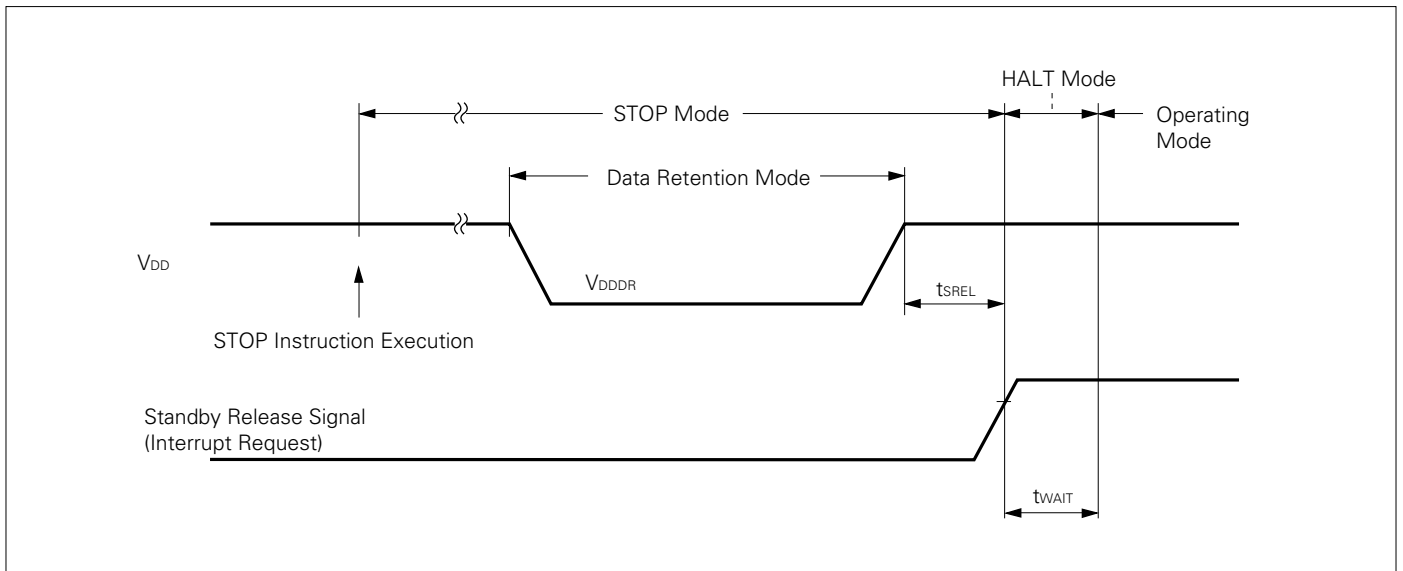 HALT Mode
STOP Mode
Operating
Mode
Data Retention Mode
VDD
VDDDR
tSREL
STOP Instruction Execution
Standby Release Signal
(Interrupt Request)
tWAIT